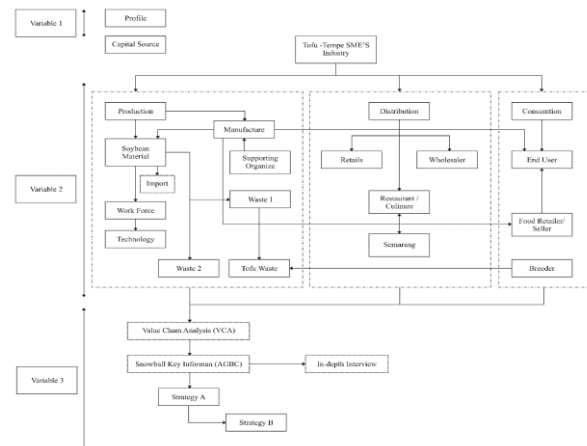 Variable 1
Profile
Capital Source
Tofu -Tempe SME'S
Industry
Production
Distribution
Consumtion
Manufacture
Soybean
Material
Supporting
Organize
Retails
Wholesaler
End User
Import
Variable 2
Work Force
Waste 1
Restaurant /
Culinare
Food Retailer/
Seller
Technology
Semarang
Waste 2
Tofu Waste
Breeder
Value Cham Analysis (VCA)
Snowball Key Informan (AGBC)
In-depth Interview
Variable 3
Strategy A
Strategy B